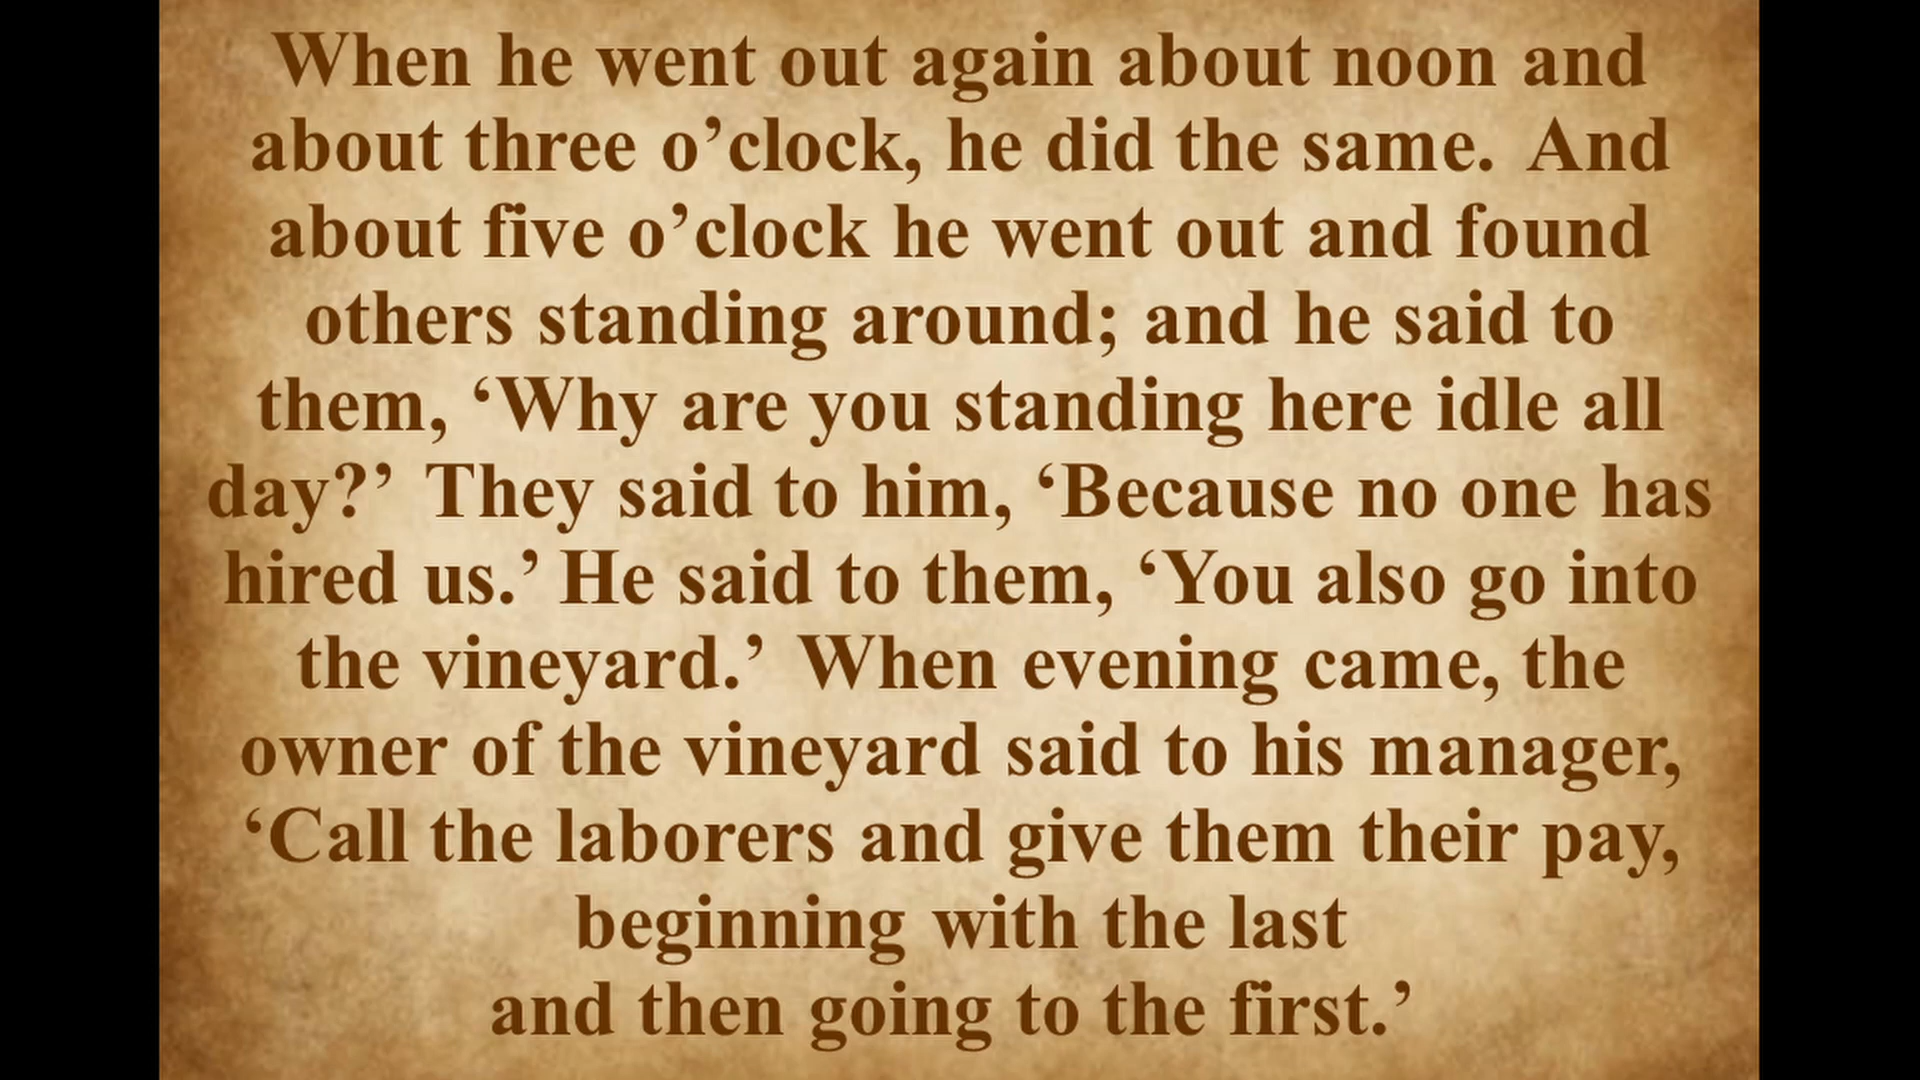 When he went out again about noon and
about three o’clock, he did the same.  And
about five o’clock he went out and found
others standing around; and he said to
them, ‘Why are you standing here idle all
day?’  They said to him, ‘Because no one has
hired us.’ He said to them, ‘You also go into
the vineyard.’  When evening came, the
owner of the vineyard said to his manager,
‘Call the laborers and give them their pay,
beginning with the last
and then going to the first.’